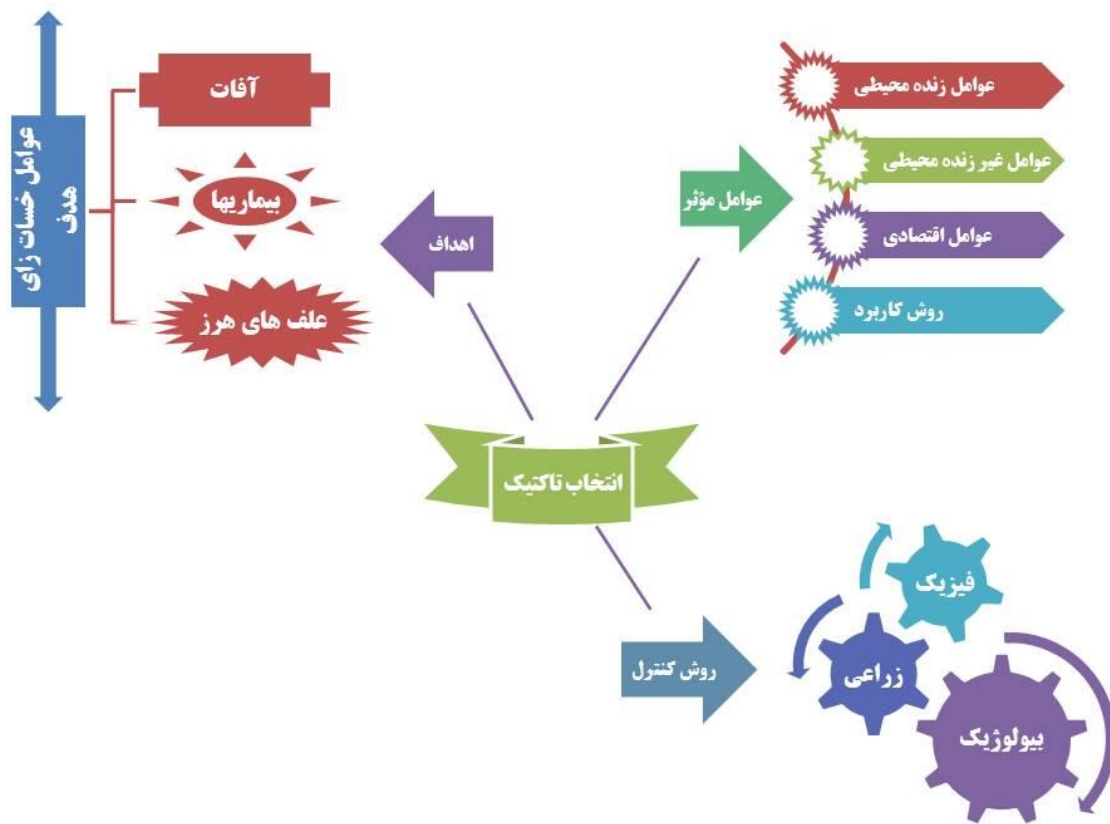 عوامل خسات زای
هدف
آفات
بیماریها
علف های هرز
اهداف
عوامل مؤثر
عوامل زنده محیطی
عوامل غیر زنده محیطی
عوامل اقتصادی
روش کاربرد
انتخاب تاکتیک
روش کنترل
فیزیک
زراعی
بیولوژیک